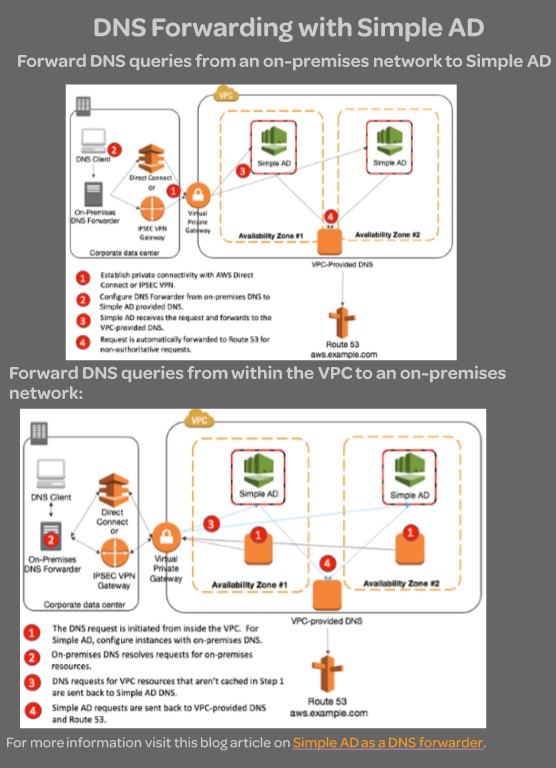 DNS Forwarding with Simple AD
Forward DNS queries from an on-premises network to Simple AD
VPC
DNS Client
2
Direct Connect
or
1
On-Premises
DNS Forwarder
IPSEC VPN
Gateway
Virtual
Private
Gateway
Corporate data center
3
Simple AD
Simple AD
4
Availability Zone #1
Availability Zone #2
VPC-Provided DNS
1
Establish private connectivity with AWS Direct
Connect or IPSEC VPN.
2
Configure DNS Forwarder from on-premises DNS to
Simple AD provided DNS.
3
Simple AD receives the request and forwards to the
VPC-provided DNS.
4
Request is automatically forwarded to Route 53 for
non-authoritative requests.
Route 53
aws.example.com
Forward DNS queries from within the VPC to an on-premises
network:
VPC
DNS Client
Direct
Connect
or
2
On-Premises
DNS Forwarder
IPSEC VPN
Gateway
Virtual
Private
Gateway
Corporate data center
Simple AD
Simple AD
3
1
1
4
Availability Zone #1
Availability Zone #2
VPC-provided DNS
1
The DNS request is initiated from inside the VPC. For
Simple AD, configure instances with on-premises DNS.
2
On-premises DNS resolves requests for on-premises
resources.
3
DNS requests for VPC resources that aren't cached in Step 1
are sent back to Simple AD DNS.
4
Simple AD requests are sent back to VPC-provided DNS
and Route 53.
Route 53
aws.example.com
For more information visit this blog article on Simple AD as a DNS forwarder.